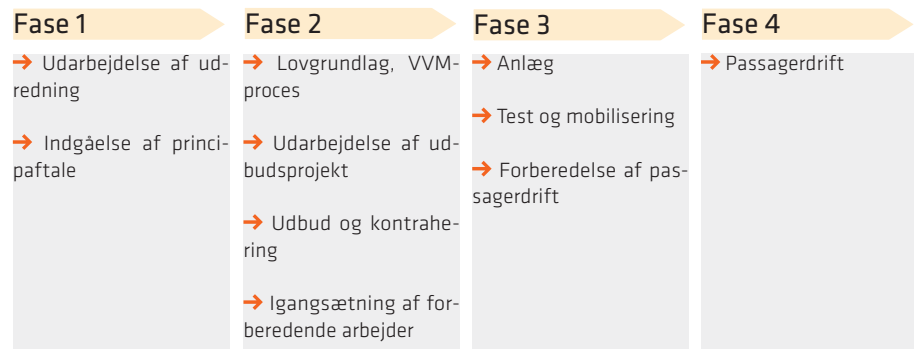 Fase 1
→ Udarbejdelse af ud-
redning
→ Indgåelse af princi-
paftale
Fase 2
→ Lovgrundlag, VVM-
proces
→ Udarbejdelse af ud-
budsprojekt
→ Udbud og kontrahe-
ring
→ Igangsætning af for-
beredende arbejder
Fase 3
→ Anlæg
→ Test og mobilisering
→ Forberedelse af pas-
sagerdrift
Fase 4
→ Passagerdrift